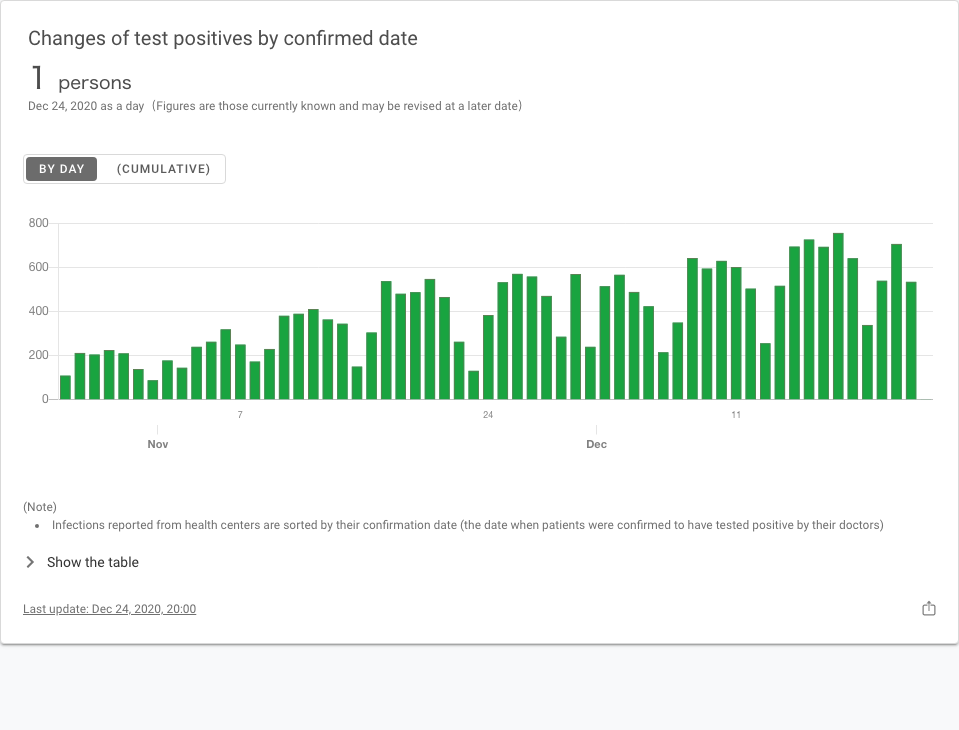 Changes of test positives by confirmed date
1 persons
Dec 24, 2020 as a day （Figures are those currently known and may be revised at a later date）
BY DAY (CUMULATIVE)
800
600
400
200
0
7 24 11
Nov Dec
(Note)
• Infections reported from health centers are sorted by their confirmation date (the date when patients were confirmed to have tested positive by their doctors)
Show the table
Last update: Dec 24, 2020, 20:00